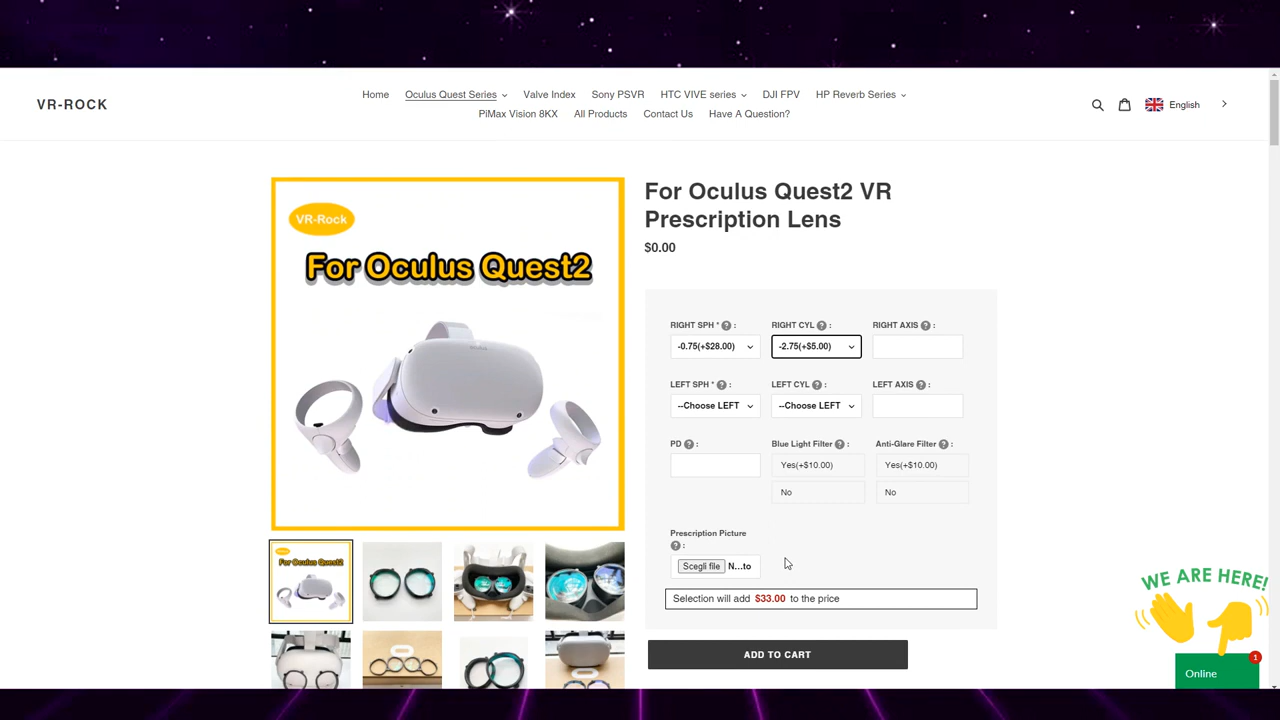 VR-ROCK
Home Oculus Quest Series Valve Index Sony PSVR HTC VIVE series DJI FPV HP Reverb Series
PiMax Vision 8KX All Products Contact Us Have A Question?
English
VR-Rock
For Oculus Quest2
For Oculus Quest2
For Oculus Quest2 VR
Prescription Lens
$0.00
RIGHT SPH * ? : RIGHT CYL ? : RIGHT AXIS ? :
-0.75(+$28.00) -2.75(+$5.00)
LEFT SPH * ? : LEFT CYL ? : LEFT AXIS ? :
--Choose LEFT --Choose LEFT
PD ? : Blue Light Filter ? : Anti-Glare Filter ? :
Yes(+$10.00) Yes(+$10.00)
No No
Prescription Picture
? :
Scegli file N...to
Selection will add $33.00 to the price
ADD TO CART
WE ARE HERE!
1
Online